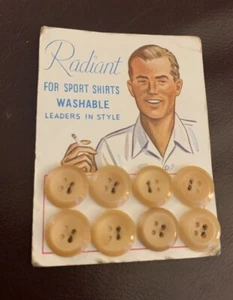 Radiant
FOR SPORT SHIRTS
WASHABLE
LEADERS IN STYLE